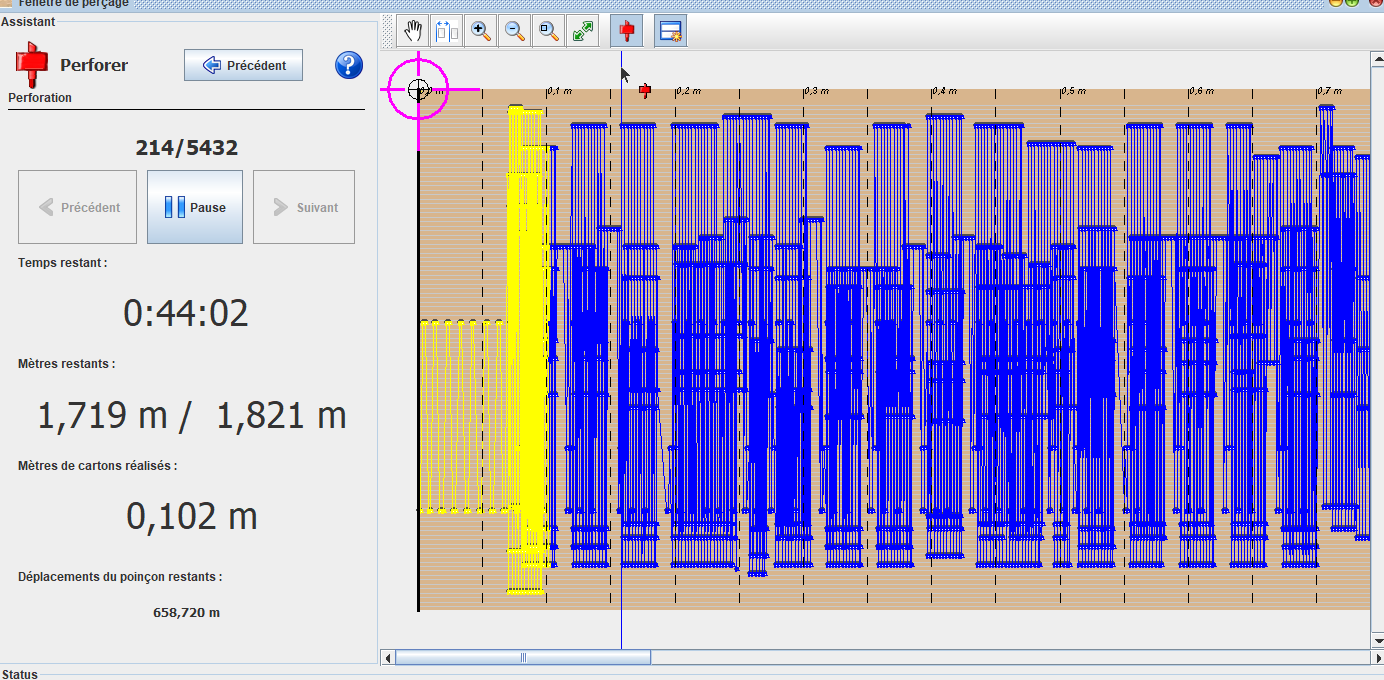 Fenêtre de perçage
Assistant
Perforer
Précédent
Perforation
214/5432
Précédent
Pause
Suivant
Temps restant :
0:44:02
Mètres restants :
1,719 m / 1,821 m
Mètres de cartons réalisés :
0,102 m
Déplacements du poinçon restants :
658,720 m
Status
0,1 m
0,2 m
0,3 m
0,4 m
0,5 m
0,6 m
0,7 m